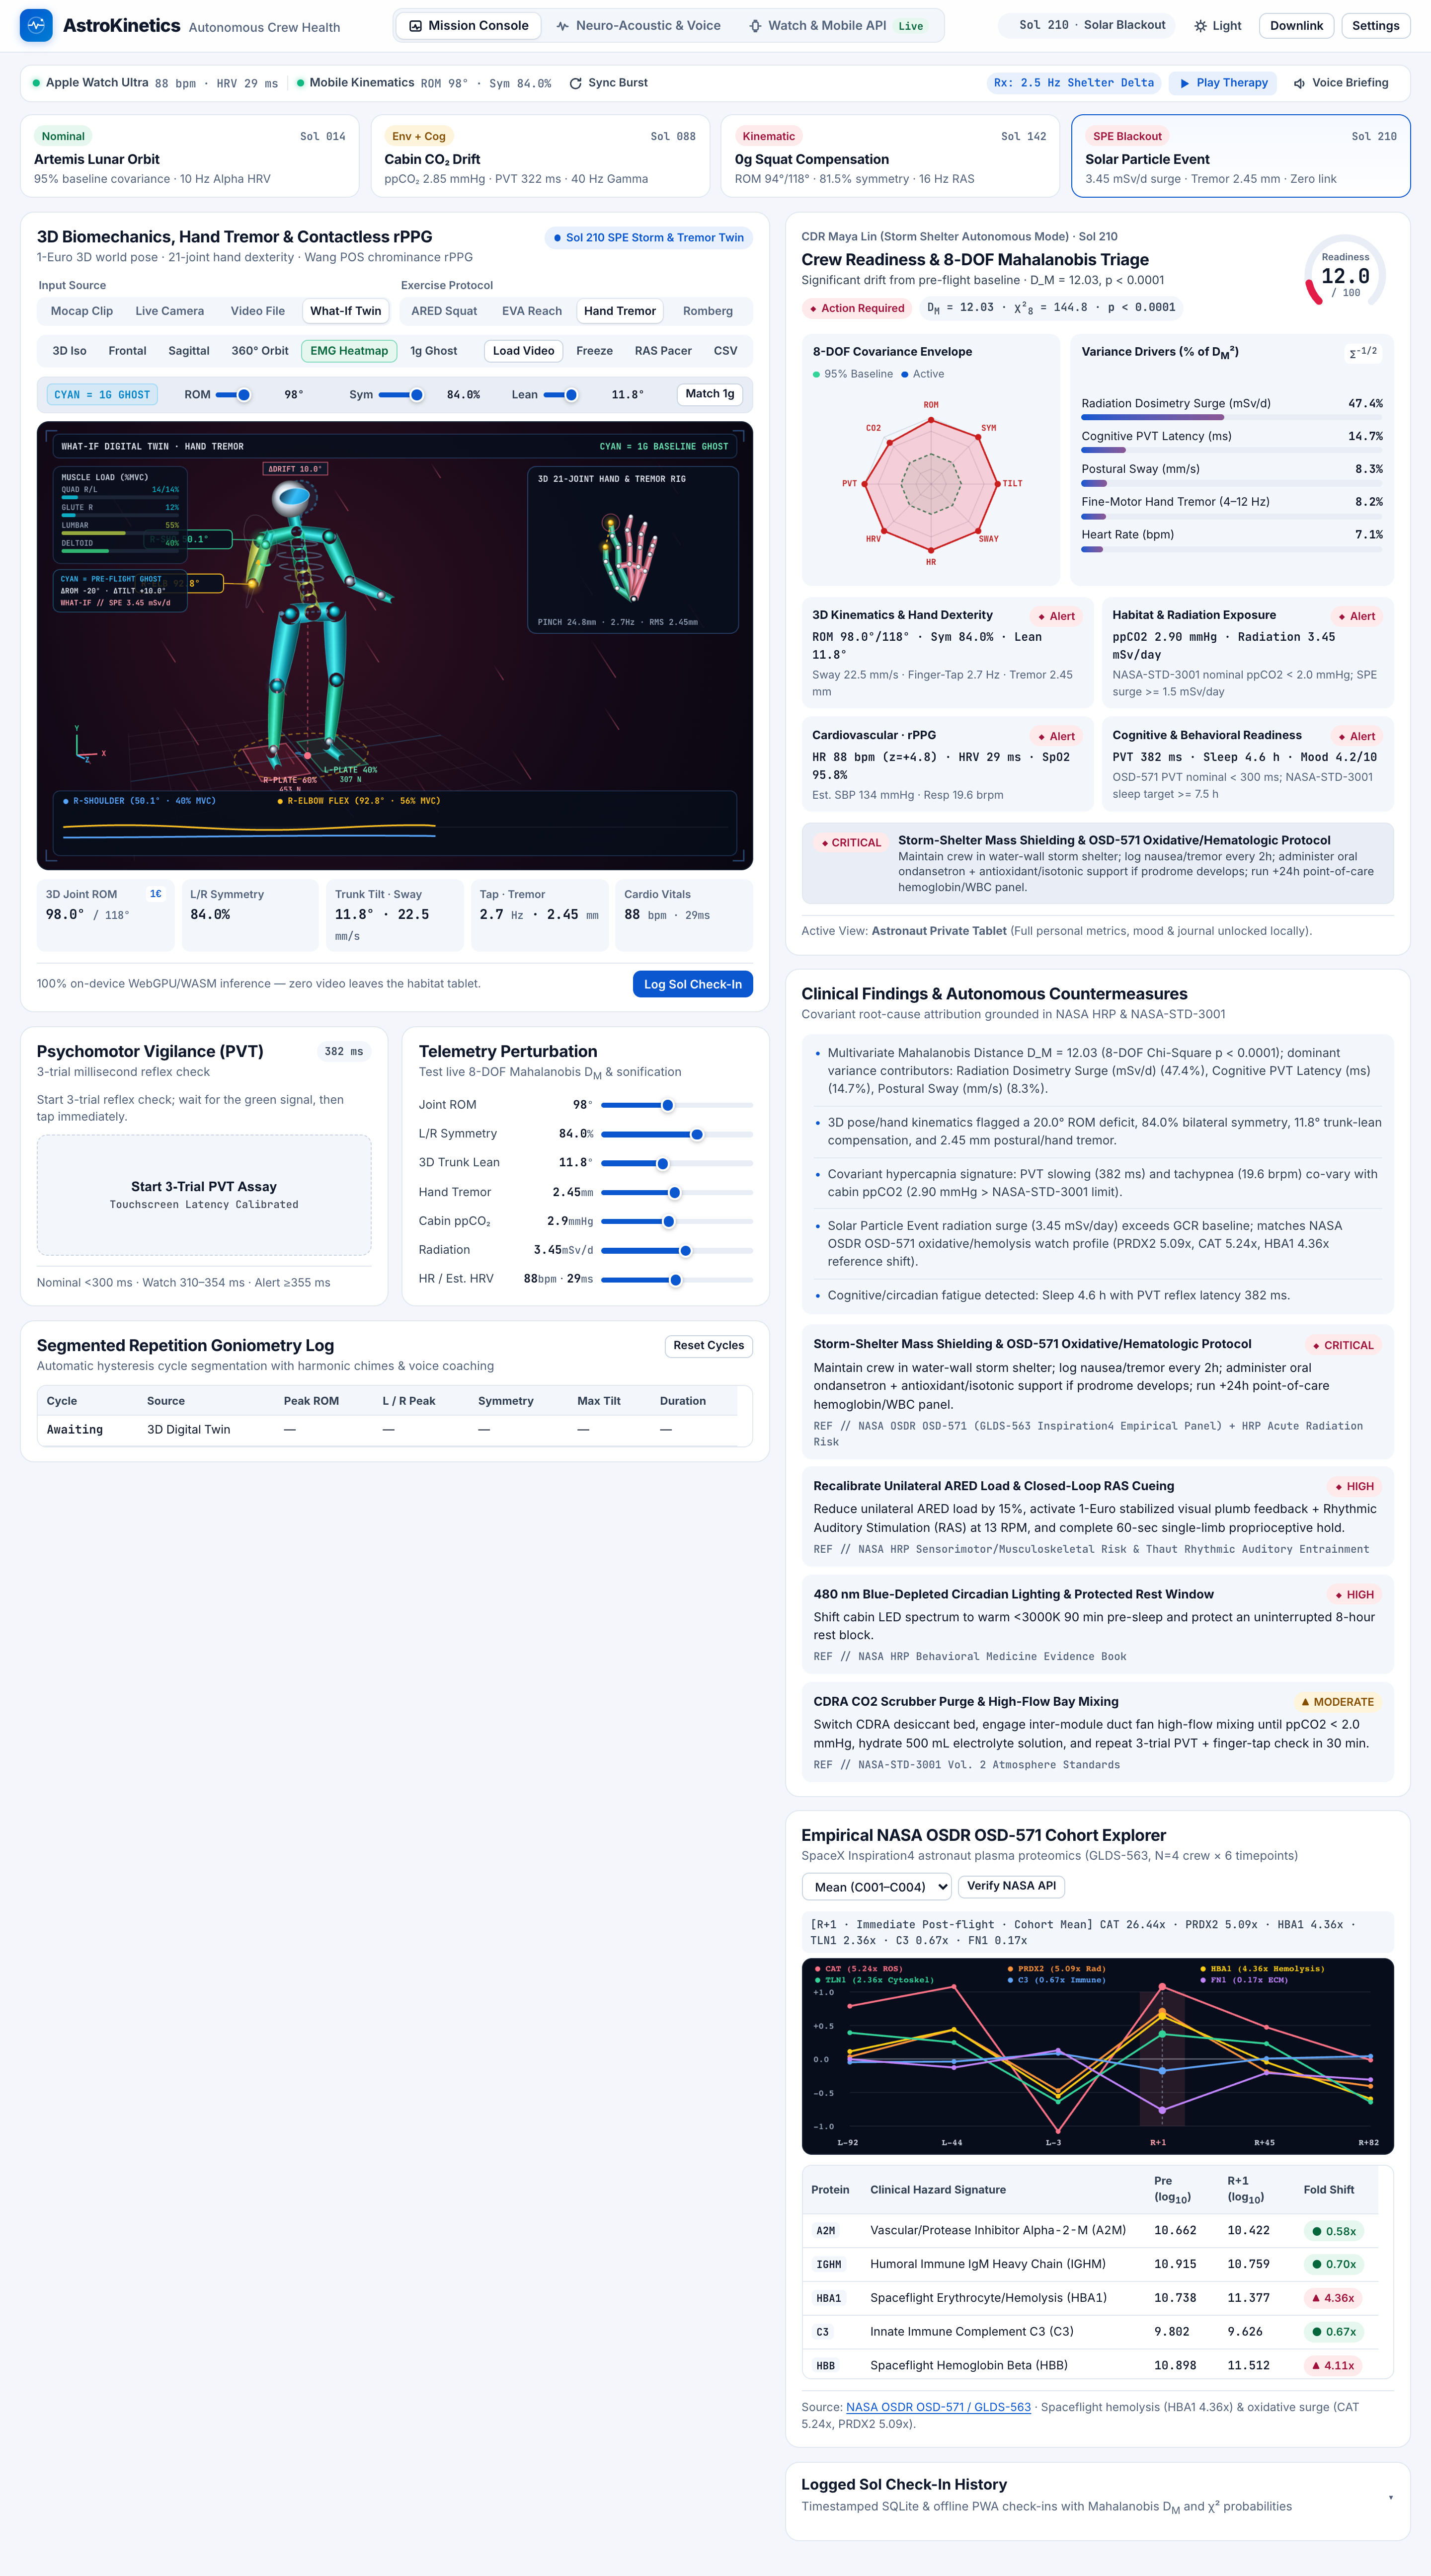 AstroKinetics Autonomous Crew Health
Mission Console
Neuro-Acoustic & Voice
Watch & Mobile API Live
Sol 210 · Solar Blackout
Light
Downlink
Settings
Apple Watch Ultra 88 bpm · HRV 29 ms
Mobile Kinematics ROM 98° · Sym 84.0%
Sync Burst
Rx: 2.5 Hz Shelter Delta
Play Therapy
Voice Briefing
Nominal Sol 014
Artemis Lunar Orbit
95% baseline covariance · 10 Hz Alpha HRV
Env + Cog Sol 088
Cabin CO₂ Drift
ppCO₂ 2.85 mmHg · PVT 322 ms · 40 Hz Gamma
Kinematic Sol 142
0g Squat Compensation
ROM 94°/118° · 81.5% symmetry · 16 Hz RAS
SPE Blackout Sol 210
Solar Particle Event
3.45 mSv/d surge · Tremor 2.45 mm · Zero link
3D Biomechanics, Hand Tremor & Contactless rPPG
Sol 210 SPE Storm & Tremor Twin
1-Euro 3D world pose · 21-joint hand dexterity · Wang POS chrominance rPPG
Input Source
Exercise Protocol
Mocap Clip Live Camera Video File What-If Twin
ARED Squat EVA Reach Hand Tremor Romberg
3D Iso Frontal Sagittal 360° Orbit EMG Heatmap 1g Ghost Load Video Freeze RAS Pacer CSV
CYAN = 1G GHOST ROM 98° Sym 84.0% Lean 11.8° Match 1g
WHAT-IF DIGITAL TWIN · HAND TREMOR CYAN = 1G BASELINE GHOST
ΔDRIFT 10.0°
MUSCLE LOAD (%MVC)
QUAD R/L 14/14%
GLUTE R 12%
LUMBAR 55%
DELTOID 40%
CYAN = PRE-FLIGHT GHOST
ΔROM -20° · ΔTILT +10.0°
WHAT-IF // SPE 3.45 mSv/d
3D 21-JOINT HAND & TREMOR RIG
PINCH 24.8mm · 2.7Hz · RMS 2.45mm
Y
X
Z
L-PLATE 40%
307 N
R-PLATE 60%
453 N
R-SHOULDER (50.1° · 40% MVC)
R-ELBOW FLEX (92.8° · 56% MVC)
3D Joint ROM 1€
98.0° / 118°
L/R Symmetry
84.0%
Trunk Tilt · Sway
11.8° · 22.5
mm/s
Tap · Tremor
2.7 Hz · 2.45 mm
Cardio Vitals
88 bpm · 29ms
100% on-device WebGPU/WASM inference — zero video leaves the habitat tablet.
Log Sol Check-In
Psychomotor Vigilance (PVT) 382 ms
3-trial millisecond reflex check
Start 3-trial reflex check; wait for the green signal, then
tap immediately.
Start 3-Trial PVT Assay
Touchscreen Latency Calibrated
Nominal <300 ms · Watch 310–354 ms · Alert ≥355 ms
Telemetry Perturbation
Test live 8-DOF Mahalanobis D_M & sonification
Joint ROM 98°
L/R Symmetry 84.0%
3D Trunk Lean 11.8°
Hand Tremor 2.45mm
Cabin ppCO₂ 2.9mmHg
Radiation 3.45mSv/d
HR / Est. HRV 88bpm · 29ms
Segmented Repetition Goniometry Log
Reset Cycles
Automatic hysteresis cycle segmentation with harmonic chimes & voice coaching
Cycle Source Peak ROM L / R Peak Symmetry Max Tilt Duration
Awaiting 3D Digital Twin — — — — —
CDR Maya Lin (Storm Shelter Autonomous Mode) · Sol 210
Crew Readiness & 8-DOF Mahalanobis Triage
Significant drift from pre-flight baseline · D_M = 12.03, p < 0.0001
Action Required
D_M = 12.03 · χ²₈ = 144.8 · p < 0.0001
Readiness
12.0
/ 100
8-DOF Covariance Envelope
95% Baseline Active
ROM
SYM
TILT
SWAY
HR
HRV
PVT
CO2
Variance Drivers (% of D_M²) Σ^-1/2
Radiation Dosimetry Surge (mSv/d) 47.4%
Cognitive PVT Latency (ms) 14.7%
Postural Sway (mm/s) 8.3%
Fine-Motor Hand Tremor (4–12 Hz) 8.2%
Heart Rate (bpm) 7.1%
3D Kinematics & Hand Dexterity Alert
ROM 98.0°/118° · Sym 84.0% · Lean
11.8°
Sway 22.5 mm/s · Finger-Tap 2.7 Hz · Tremor 2.45
mm
Habitat & Radiation Exposure Alert
ppCO2 2.90 mmHg · Radiation 3.45
mSv/day
NASA-STD-3001 nominal ppCO2 < 2.0 mmHg; SPE
surge >= 1.5 mSv/day
Cardiovascular · rPPG Alert
HR 88 bpm (z=+4.8) · HRV 29 ms · SpO2
95.8%
Est. SBP 134 mmHg · Resp 19.6 brpm
Cognitive & Behavioral Readiness Alert
PVT 382 ms · Sleep 4.6 h · Mood 4.2/10
OSD-571 PVT nominal < 300 ms; NASA-STD-3001
sleep target >= 7.5 h
CRITICAL
Storm-Shelter Mass Shielding & OSD-571 Oxidative/Hematologic Protocol
Maintain crew in water-wall storm shelter; log nausea/tremor every 2h; administer oral
ondansetron + antioxidant/isotonic support if prodrome develops; run +24h point-of-care
hemoglobin/WBC panel.
Active View: Astronaut Private Tablet (Full personal metrics, mood & journal unlocked locally).
Clinical Findings & Autonomous Countermeasures
Covariant root-cause attribution grounded in NASA HRP & NASA-STD-3001
• Multivariate Mahalanobis Distance D_M = 12.03 (8-DOF Chi-Square p < 0.0001); dominant
variance contributors: Radiation Dosimetry Surge (mSv/d) (47.4%), Cognitive PVT Latency (ms)
(14.7%), Postural Sway (mm/s) (8.3%).
• 3D pose/hand kinematics flagged a 20.0° ROM deficit, 84.0% bilateral symmetry, 11.8° trunk-lean
compensation, and 2.45 mm postural/hand tremor.
• Covariant hypercapnia signature: PVT slowing (382 ms) and tachypnea (19.6 brpm) co-vary with
cabin ppCO2 (2.90 mmHg > NASA-STD-3001 limit).
• Solar Particle Event radiation surge (3.45 mSv/day) exceeds GCR baseline; matches NASA
OSDR OSD-571 oxidative/hemolysis watch profile (PRDX2 5.09x, CAT 5.24x, HBA1 4.36x
reference shift).
• Cognitive/circadian fatigue detected: Sleep 4.6 h with PVT reflex latency 382 ms.
Storm-Shelter Mass Shielding & OSD-571 Oxidative/Hematologic Protocol CRITICAL
Maintain crew in water-wall storm shelter; log nausea/tremor every 2h; administer oral
ondansetron + antioxidant/isotonic support if prodrome develops; run +24h point-of-care
hemoglobin/WBC panel.
REF // NASA OSDR OSD-571 (GLDS-563 Inspiration4 Empirical Panel) + HRP Acute Radiation
Risk
Recalibrate Unilateral ARED Load & Closed-Loop RAS Cueing HIGH
Reduce unilateral ARED load by 15%, activate 1-Euro stabilized visual plumb feedback + Rhythmic
Auditory Stimulation (RAS) at 13 RPM, and complete 60-sec single-limb proprioceptive hold.
REF // NASA HRP Sensorimotor/Musculoskeletal Risk & Thaut Rhythmic Auditory Entrainment
480 nm Blue-Depleted Circadian Lighting & Protected Rest Window HIGH
Shift cabin LED spectrum to warm <3000K 90 min pre-sleep and protect an uninterrupted 8-hour
rest block.
REF // NASA HRP Behavioral Medicine Evidence Book
CDRA CO2 Scrubber Purge & High-Flow Bay Mixing MODERATE
Switch CDRA desiccant bed, engage inter-module duct fan high-flow mixing until ppCO2 < 2.0
mmHg, hydrate 500 mL electrolyte solution, and repeat 3-trial PVT + finger-tap check in 30 min.
REF // NASA-STD-3001 Vol. 2 Atmosphere Standards
Empirical NASA OSDR OSD-571 Cohort Explorer
SpaceX Inspiration4 astronaut plasma proteomics (GLDS-563, N=4 crew × 6 timepoints)
Mean (C001–C004)
Verify NASA API
[R+1 · Immediate Post-flight · Cohort Mean] CAT 26.44x · PRDX2 5.09x · HBA1 4.36x ·
TLN1 2.36x · C3 0.67x · FN1 0.17x
CAT (5.24x ROS) PRDX2 (5.09x Rad) HBA1 (4.36x Hemolysis)
TLN1 (2.36x Cytoskel) C3 (0.67x Immune) FN1 (0.17x ECM)
+1.0
+0.5
0.0
-0.5
-1.0
L-92 L-44 L-3 R+1 R+45 R+82
Protein Clinical Hazard Signature Pre (log₁₀) R+1 (log₁₀) Fold Shift
A2M Vascular/Protease Inhibitor Alpha-2-M (A2M) 10.662 10.422 0.58x
IGHM Humoral Immune IgM Heavy Chain (IGHM) 10.915 10.759 0.70x
HBA1 Spaceflight Erythrocyte/Hemolysis (HBA1) 10.738 11.377 4.36x
C3 Innate Immune Complement C3 (C3) 9.802 9.626 0.67x
HBB Spaceflight Hemoglobin Beta (HBB) 10.898 11.512 4.11x
Source: NASA OSDR OSD-571 / GLDS-563 · Spaceflight hemolysis (HBA1 4.36x) & oxidative surge (CAT
5.24x, PRDX2 5.09x).
Logged Sol Check-In History
Timestamped SQLite & offline PWA check-ins with Mahalanobis D_M and χ² probabilities